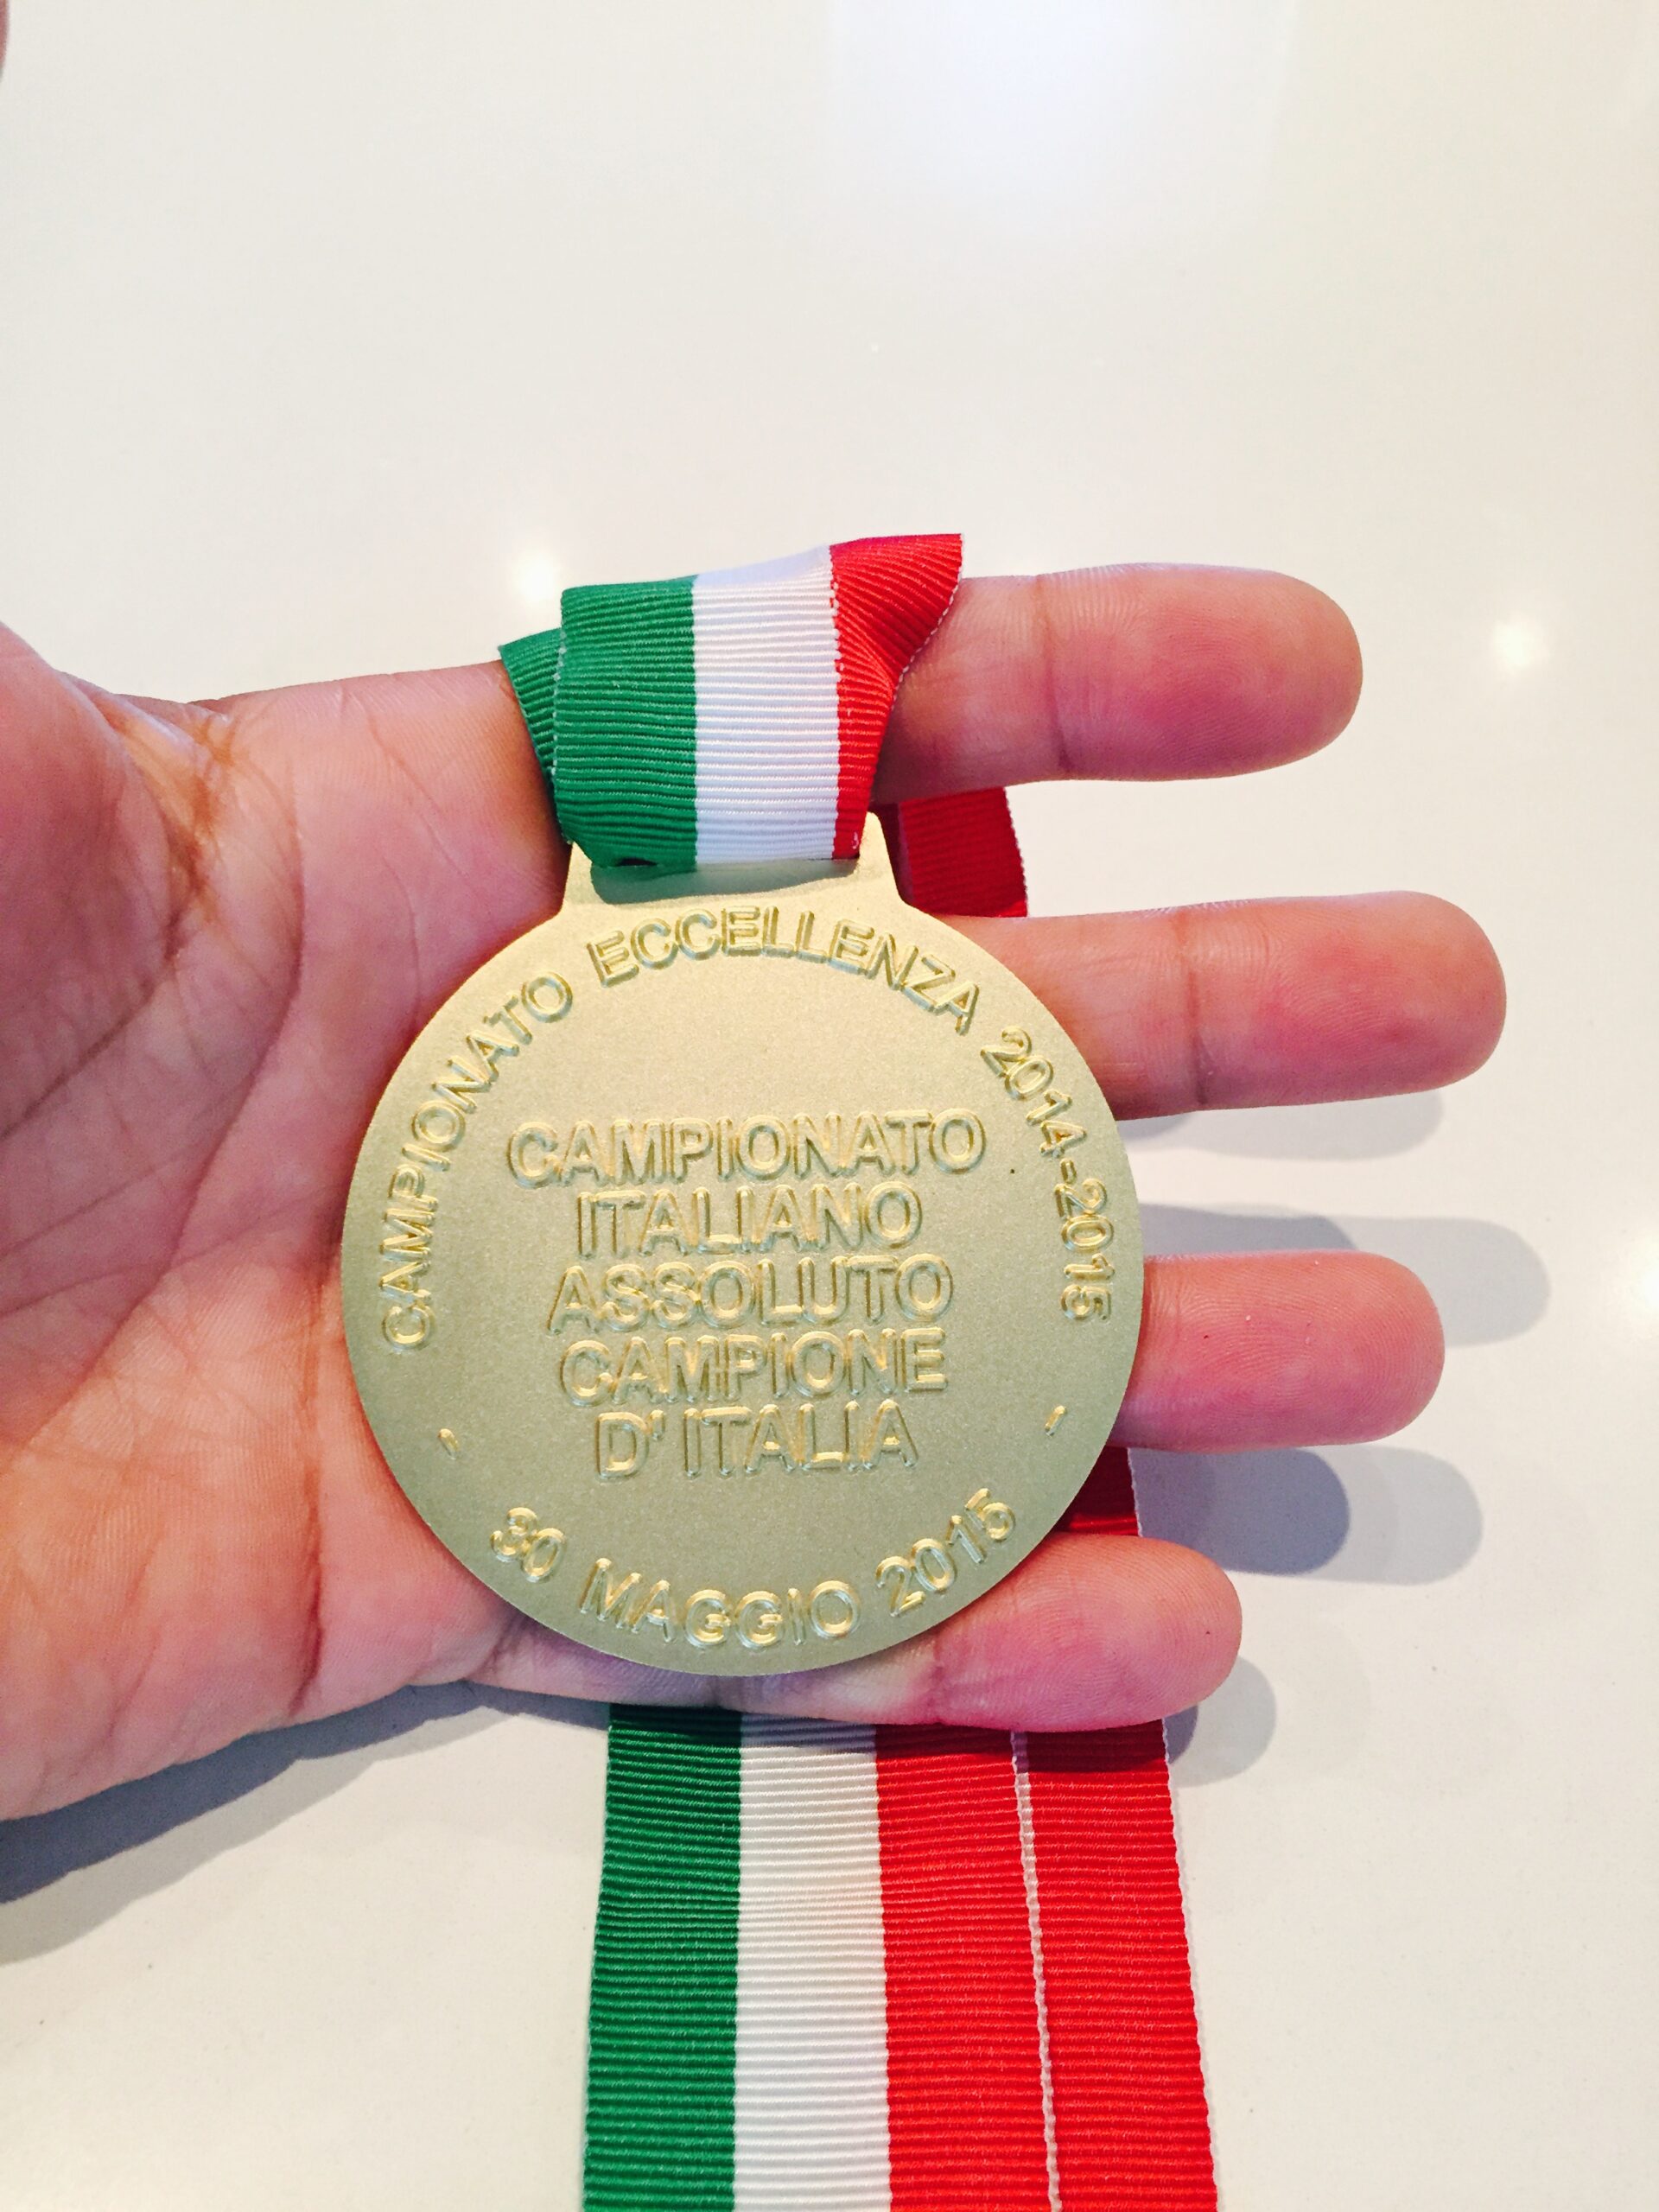 CAMPIONATO ECCELLENZA 2014-2015
CAMPIONATO
ITALIANO
ASSOLUTO
CAMPIONE
D' ITALIA
- 30 MAGGIO 2015 -